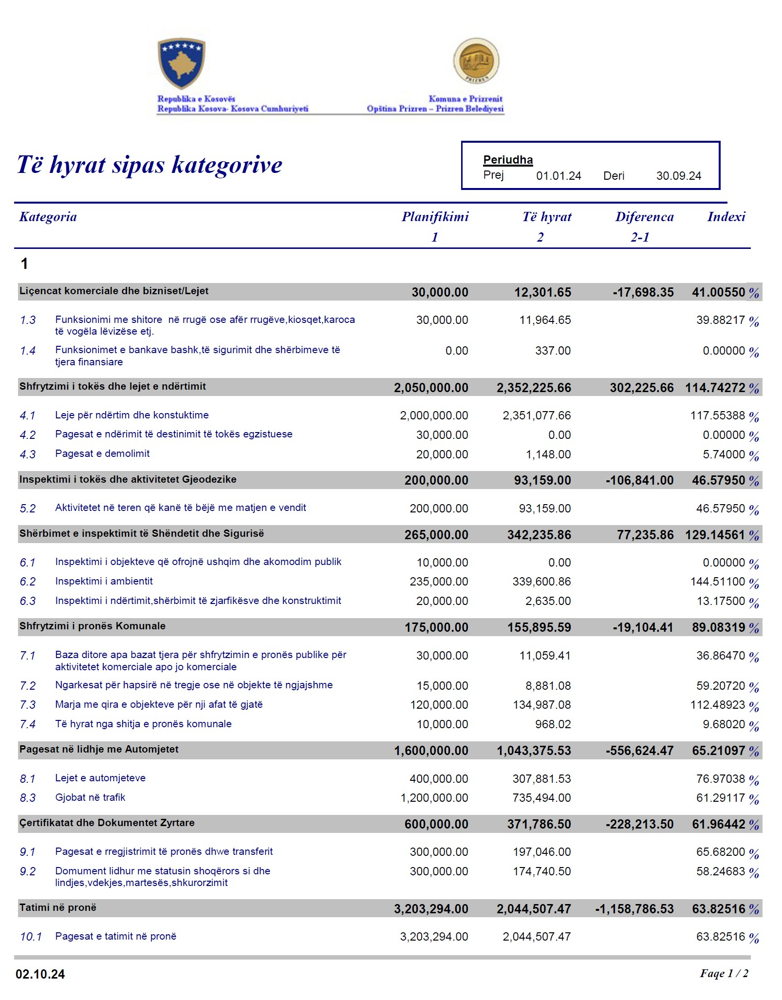 PRIZREN
Republika e Kosovës
Republika Kosova- Kosova Cumhuriyeti
Komuna e Prizrenit
Opština Prizren – Prizren Belediyesi
Të hyrat sipas kategorive
Periudha
Prej 01.01.24 Deri 30.09.24
Kategoria Planifikimi Të hyrat Diferenca Indexi
1 2 2-1
1
Liçencat komerciale dhe bizniset/Lejet 30,000.00 12,301.65 -17,698.35 41.00550 %
1.3 Funksionimi me shitore në rrugë ose afër rrugëve,kiosqet,karoca 30,000.00 11,964.65 39.88217 %
të vogëla lëvizëse etj.
1.4 Funksionimet e bankave bashk,të sigurimit dhe shërbimeve të 0.00 337.00 0.00000 %
tjera finansiare
Shfrytzimi i tokës dhe lejet e ndërtimit 2,050,000.00 2,352,225.66 302,225.66 114.74272 %
4.1 Leje për ndërtim dhe konstuktime 2,000,000.00 2,351,077.66 117.55388 %
4.2 Pagesat e ndërimit të destinimit të tokës egzistuese 30,000.00 0.00 0.00000 %
4.3 Pagesat e demolimit 20,000.00 1,148.00 5.74000 %
Inspektimi i tokës dhe aktivitetet Gjeodezike 200,000.00 93,159.00 -106,841.00 46.57950 %
5.2 Aktivitetet në teren që kanë të bëjë me matjen e vendit 200,000.00 93,159.00 46.57950 %
Shërbimet e inspektimit të Shëndetit dhe Sigurisë 265,000.00 342,235.86 77,235.86 129.14561 %
6.1 Inspektimi i objekteve që ofrojnë ushqim dhe akomodim publik 10,000.00 0.00 0.00000 %
6.2 Inspektimi i ambientit 235,000.00 339,600.86 144.51100 %
6.3 Inspektimi i ndërtimit,shërbimit të zjarfikësve dhe konstruktimit 20,000.00 2,635.00 13.17500 %
Shfrytzimi i pronës Komunale 175,000.00 155,895.59 -19,104.41 89.08319 %
7.1 Baza ditore apa bazat tjera për shfrytzimin e pronës publike për 30,000.00 11,059.41 36.86470 %
aktivitetet komerciale apo jo komerciale
7.2 Ngarkesat për hapsirë në tregje ose në objekte të ngjajshme 15,000.00 8,881.08 59.20720 %
7.3 Marja me qira e objekteve për nji afat të gjatë 120,000.00 134,987.08 112.48923 %
7.4 Të hyrat nga shitja e pronës komunale 10,000.00 968.02 9.68020 %
Pagesat në lidhje me Automjetet 1,600,000.00 1,043,375.53 -556,624.47 65.21097 %
8.1 Lejet e automjeteve 400,000.00 307,881.53 76.97038 %
8.3 Gjobat në trafik 1,200,000.00 735,494.00 61.29117 %
Çertifikatat dhe Dokumentet Zyrtare 600,000.00 371,786.50 -228,213.50 61.96442 %
9.1 Pagesat e rregjistrimit të pronës dhwe transferit 300,000.00 197,046.00 65.68200 %
9.2 Domument lidhur me statusin shoqërors si dhe 300,000.00 174,740.50 58.24683 %
lindjes,vdekjes,martesës,shkurorzimit
Tatimi në pronë 3,203,294.00 2,044,507.47 -1,158,786.53 63.82516 %
10.1 Pagesat e tatimit në pronë 3,203,294.00 2,044,507.47 63.82516 %
02.10.24 Faqe 1 / 2